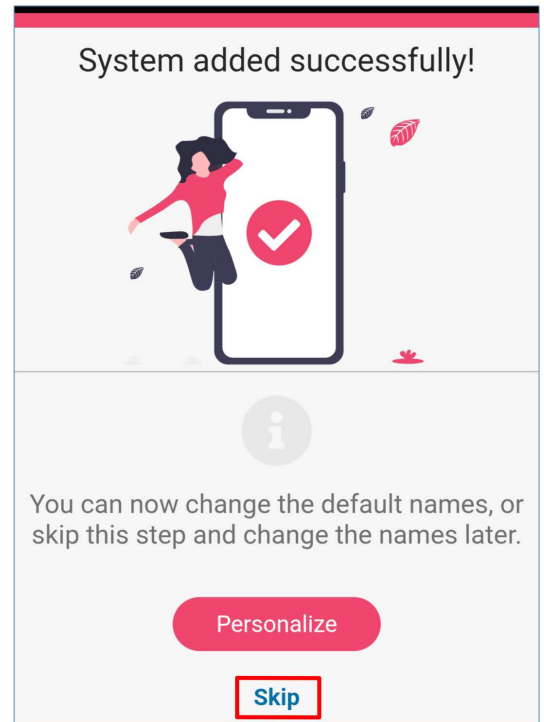 System added successfully!
You can now change the default names, or
skip this step and change the names later.
Personalize
Skip